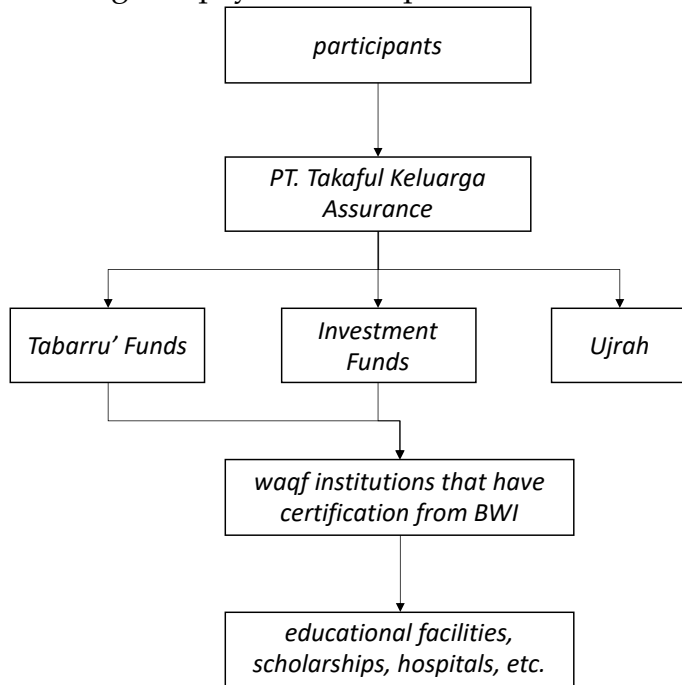 participants
PT. Takaful Keluarga
Assurance
Tabarru’ Funds
Investment
Funds
Ujrah
waqf institutions that have
certification from BWI
educational facilities,
scholarships, hospitals, etc.